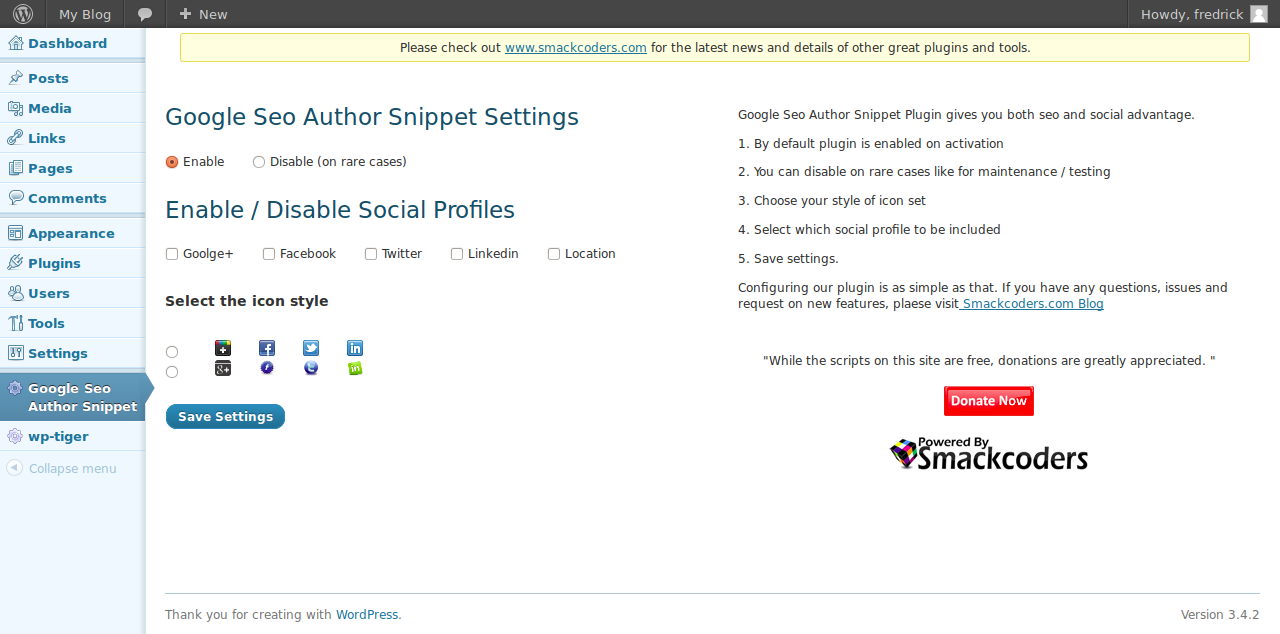 My Blog
New
Howdy, fredrick
Dashboard
Posts
Media
Links
Pages
Comments
Appearance
Plugins
Users
Tools
Settings
Google Seo
Author Snippet
wp-tiger
Collapse menu
Please check out www.smackcoders.com for the latest news and details of other great plugins and tools.
Google Seo Author Snippet Settings
Enable
Disable (on rare cases)
Enable / Disable Social Profiles
Goolge+
Facebook
Twitter
Linkedin
Location
Select the icon style
Save Settings
Google Seo Author Snippet Plugin gives you both seo and social advantage.
1. By default plugin is enabled on activation
2. You can disable on rare cases like for maintenance / testing
3. Choose your style of icon set
4. Select which social profile to be included
5. Save settings.
Configuring our plugin is as simple as that. If you have any questions, issues and
request on new features, plaese visit Smackcoders.com Blog
"While the scripts on this site are free, donations are greatly appreciated. "
Donate Now
Powered By
Smackcoders
Thank you for creating with WordPress.
Version 3.4.2